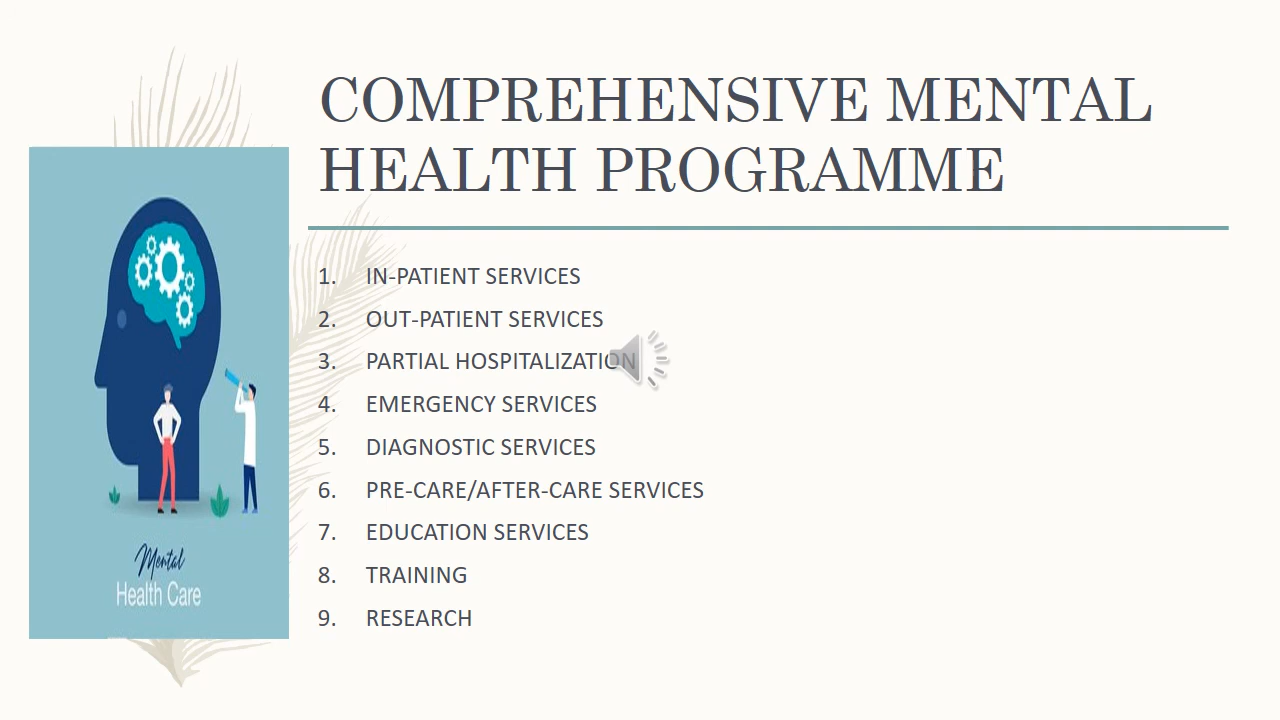 COMPREHENSIVE MENTAL
HEALTH PROGRAMME
1. IN-PATIENT SERVICES
2. OUT-PATIENT SERVICES
3. PARTIAL HOSPITALIZATION
4. EMERGENCY SERVICES
5. DIAGNOSTIC SERVICES
6. PRE-CARE/AFTER-CARE SERVICES
7. EDUCATION SERVICES
8. TRAINING
9. RESEARCH
Mental
Health Care